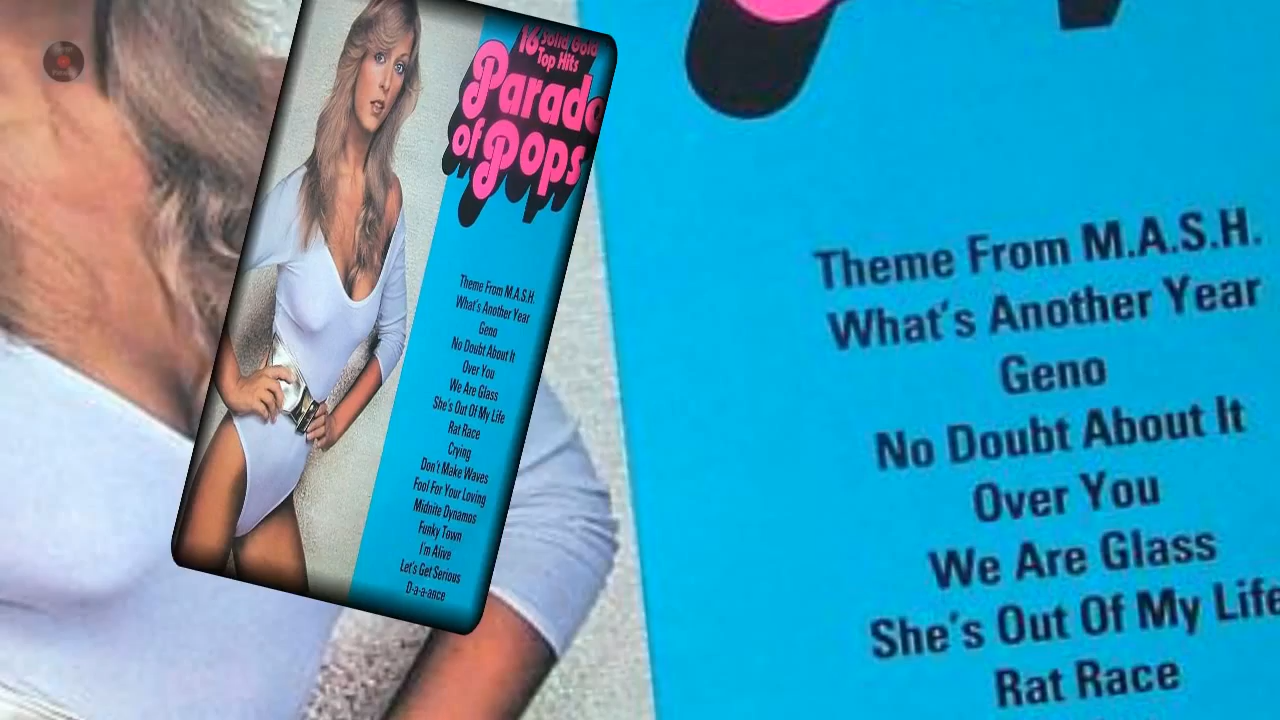 16 Solid Gold
Top Hits
Parade
of Pops
Theme From M.A.S.H.
What's Another Year
Geno
No Doubt About It
Over You
We Are Glass
She's Out Of My Life
Rat Race
Crying
Don't Make Waves
Fool For Your Loving
Midnite Dynamos
Funky Town
I'm Alive
Let's Get Serious
D-a-a-ance
Theme From M.A.S.H.
What's Another Year
Geno
No Doubt About It
Over You
We Are Glass
She's Out Of My Life
Rat Race